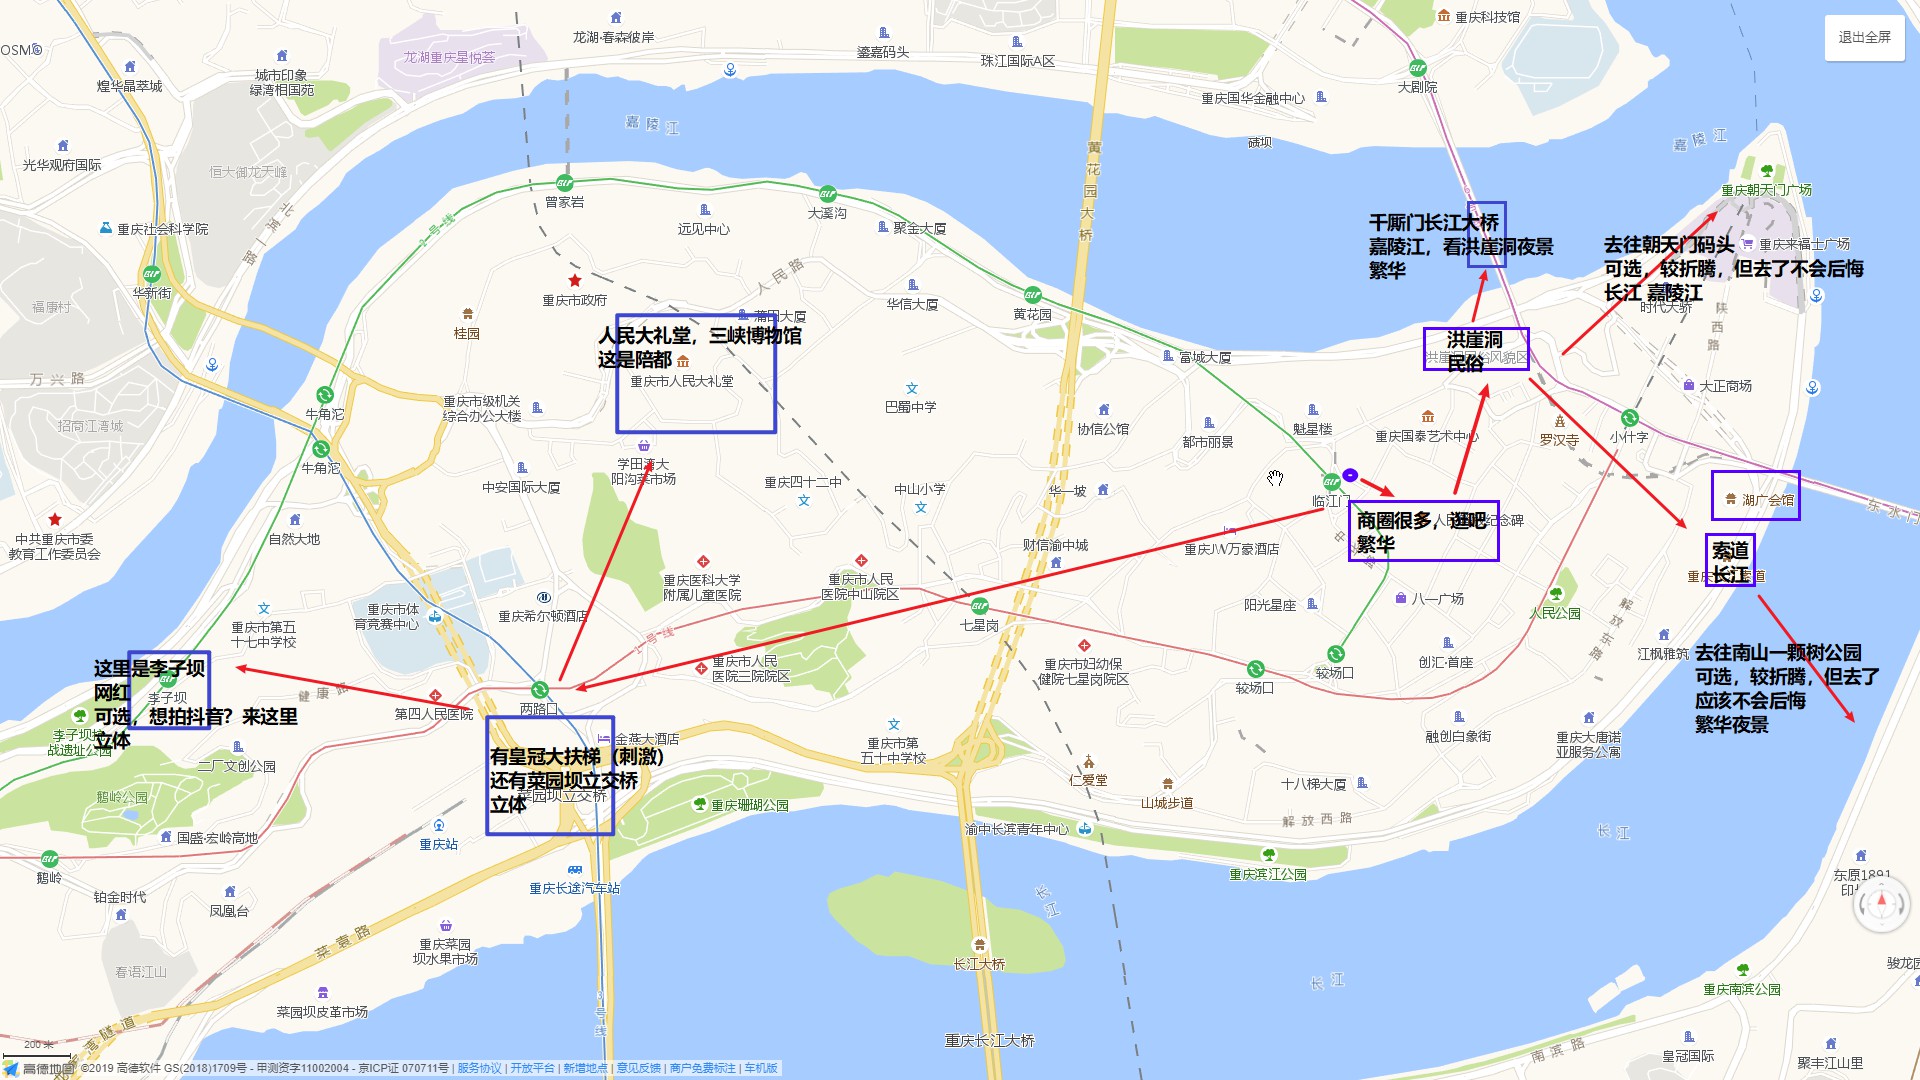 龙湖·春森彼岸
鎏嘉码头
珠江国际A区
重庆科技馆
退出全屏
OSMO
龙湖重庆星悦荟
煌华晶萃城
城市印象
绿湾相国苑
大剧院
重庆国华金融中心
嘉陵江
硚坝
嘉陵江
光华观府国际
恒大御龙天峰
黄花园大桥
曾家岩
大溪沟
重庆朝天门广场
北滨一路
2号线
重庆社会科学院
远见中心
聚金大厦
千厮门长江大桥
嘉陵江，看洪崖洞夜景
繁华
去往朝天门码头
可选，较折腾，但去了不会后悔
长江 嘉陵江
重庆来福士广场
时代天骄
陕西路
华新街
福康村
重庆市政府
人民路
华信大厦
黄花园
桂园
蒲田大厦
人民大礼堂，三峡博物馆
这是陪都
重庆市人民大礼堂
洪崖洞
民俗
富城大厦
万兴路
牛角沱
重庆市级机关
综合办公大楼
巴蜀中学
协信公馆
都市丽景
魁星楼
重庆国泰艺术中心
罗汉寺
小什字
大正商场
招商江湾城
牛角沱
学田湾大
阳沟菜市场
中安国际大厦
重庆四十二中
中山小学
华一坡
临江门
商圈很多，逛吧
繁华
纪念碑
湖广会馆
东水门
中共重庆市委
教育工作委员会
自然大地
财信渝中城
重庆JW万豪酒店
索道
长江
重庆医科大学
附属儿童医院
重庆市人民
医院中山院区
重庆希尔顿酒店
重庆市体
育竞赛中心
重庆市第五
十七中学校
七星岗
阳光星座
八一广场
人民公园
解放东路
1号线
重庆市人民
医院三院院区
重庆市妇幼保
健院七星岗院区
较场口
较场口
创汇·首座
江枫雅筑
去往南山一颗树公园
可选，较折腾，但去了
应该不会后悔
繁华夜景
这里是李子坝
网红
可选，想拍抖音？来这里
立体
李子坝
健康路
第四人民医院
两路口
金燕大酒店
有皇冠大扶梯（刺激）
还有菜园坝立交桥
立体
菜园坝立交桥
重庆市第
五十中学校
融创白象街
重庆大唐诺
亚服务公寓
二厂文创公园
仁爱堂
山城步道
十八梯大厦
鹅岭公园
重庆珊瑚公园
渝中长滨青年中心
解放西路
长江
国盛·宏岭高地
重庆站
鹅岭
重庆长途汽车站
重庆滨江公园
东原1891
铂金时代
凤凰台
长江
菜袁路
重庆菜园
坝水果市场
长江大桥
春语江山
长江
骏龙
重庆南滨公园
菜园坝皮革市场
3号线
重庆长江大桥
南滨路
皇冠国际
聚丰江山里
200 米
高德地图 ©2019 高德软件 GS(2018)1709号 - 甲测资字11002004 - 京ICP证 070711号 | 服务协议 | 开放平台 | 新增地点 | 意见反馈 | 商户免费标注 | 车机版